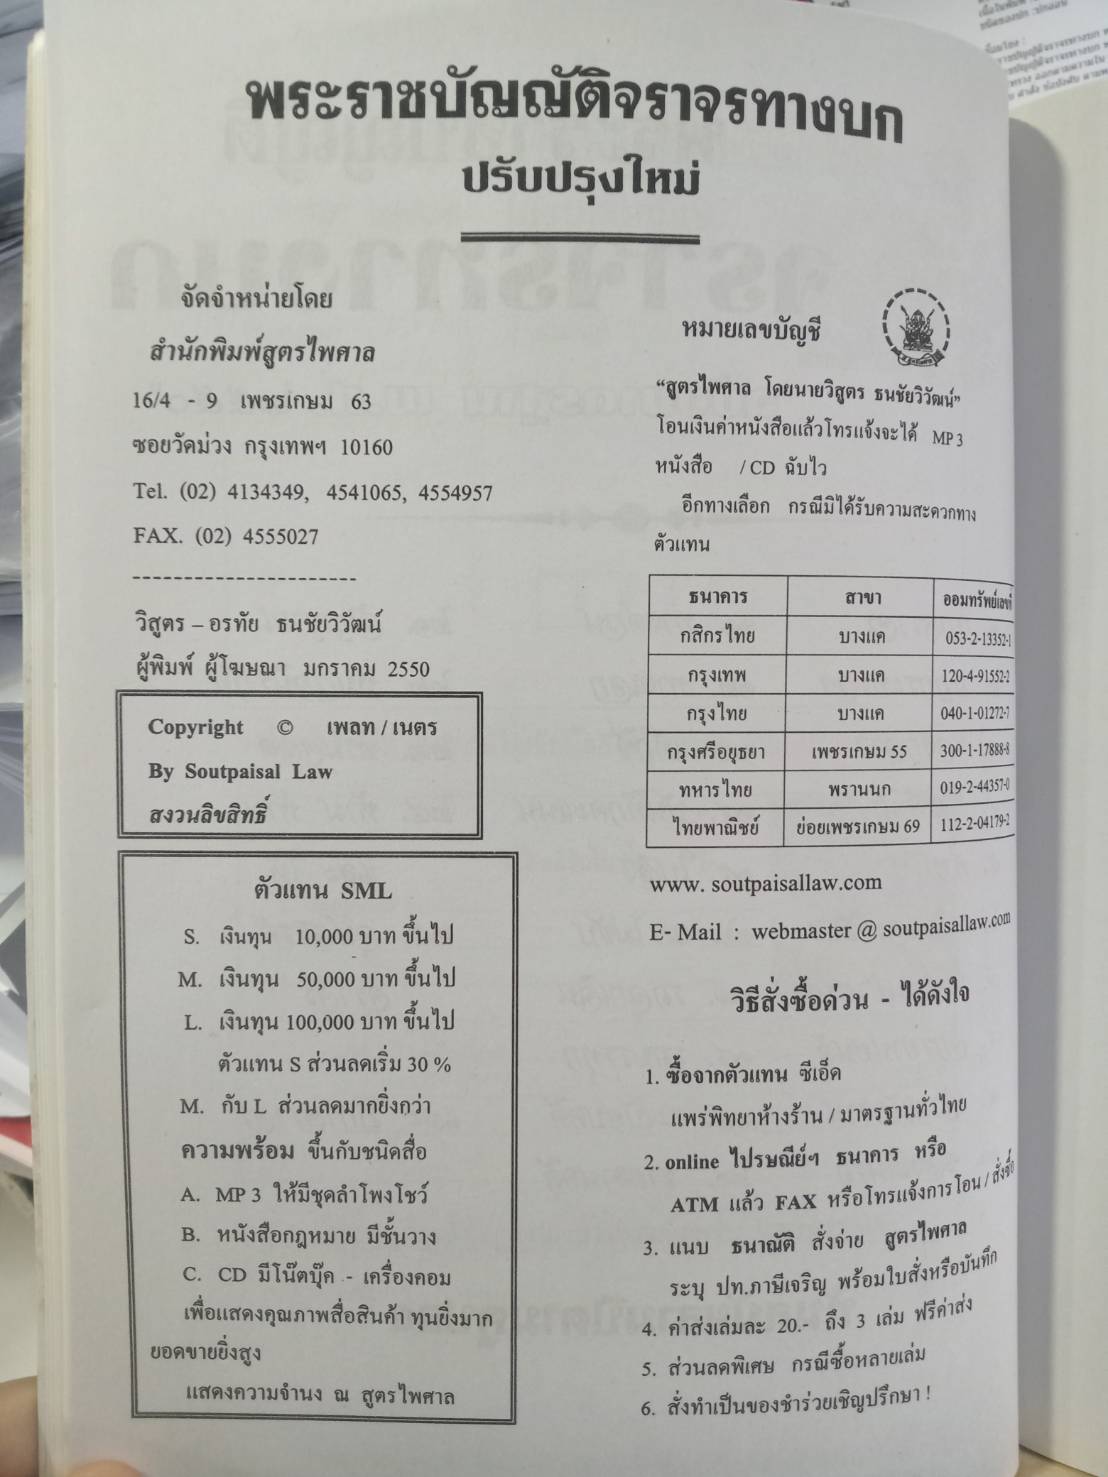 พระราชบัญญัติจราจรทางบก
ปรับปรุงใหม่
จัดจำหน่ายโดย
สำนักพิมพ์สูตรไพศาล
16/4 - 9 เพชรเกษม 63
ซอยวัดม่วง กรุงเทพฯ 10160
Tel. (02) 4134349, 4541065, 4554957
FAX. (02) 4555027
-----------------------
วิสูตร – อรทัย ธนชัยวิวัฒน์
ผู้พิมพ์ ผู้โฆษณา มกราคม 2550
Copyright © เพลท / เนตร
By Soutpaisal Law
สงวนลิขสิทธิ์
ตัวแทน SML
S. เงินทุน 10,000 บาท ขึ้นไป
M. เงินทุน 50,000 บาท ขึ้นไป
L. เงินทุน 100,000 บาท ขึ้นไป
ตัวแทน S ส่วนลดเริ่ม 30 %
M. กับ L ส่วนลดมากยิ่งกว่า
ความพร้อม ขึ้นกับชนิดสื่อ
A. MP 3 ให้มีชุดลำโพงโชว์
B. หนังสือกฎหมาย มีชั้นวาง
C. CD มีโน๊ตบุ๊ค - เครื่องคอม
เพื่อแสดงคุณภาพสื่อสินค้า ทุนยิ่งมาก
ยอดขายยิ่งสูง
แสดงความจำนง ณ สูตรไพศาล
หมายเลขบัญชี
“สูตรไพศาล โดยนายวิสูตร ธนชัยวิวัฒน์”
โอนเงินค่าหนังสือแล้วโทรแจ้งจะได้ MP 3
หนังสือ / CD ฉับไว
อีกทางเลือก กรณีมิได้รับความสะดวกทาง
ตัวแทน
ธนาคาร สาขา ออมทรัพย์เลขที่
กสิกรไทย บางแค 053-2-13352-1
กรุงเทพ บางแค 120-4-91552-2
กรุงไทย บางแค 040-1-01272-7
กรุงศรีอยุธยา เพชรเกษม 55 300-1-17888-8
ทหารไทย พรานนก 019-2-44357-0
ไทยพาณิชย์ ย่อยเพชรเกษม 69 112-2-04179-2
www. soutpaisallaw.com
E- Mail : webmaster @ soutpaisallaw.com
วิธีสั่งซื้อด่วน - ได้ดังใจ
1. ซื้อจากตัวแทน ซีเอ็ด
แพร่พิทยาห้างร้าน / มาตรฐานทั่วไทย
2. online ไปรษณีย์ฯ ธนาคาร หรือ
ATM แล้ว FAX หรือโทรแจ้งการโอน / สั่งซื้อ
3. แนบ ธนาณัติ สั่งจ่าย สูตรไพศาล
ระบุ ปท.ภาษีเจริญ พร้อมใบสั่งหรือบันทึก
4. ค่าส่งเล่มละ 20.- ถึง 3 เล่ม ฟรีค่าส่ง
5. ส่วนลดพิเศษ กรณีซื้อหลายเล่ม
6. สั่งทำเป็นของชำร่วยเชิญปรึกษา !